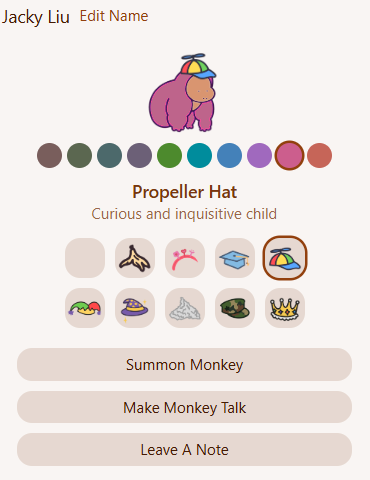 Jacky Liu Edit Name
Propeller Hat
Curious and inquisitive child
Summon Monkey
Make Monkey Talk
Leave A Note